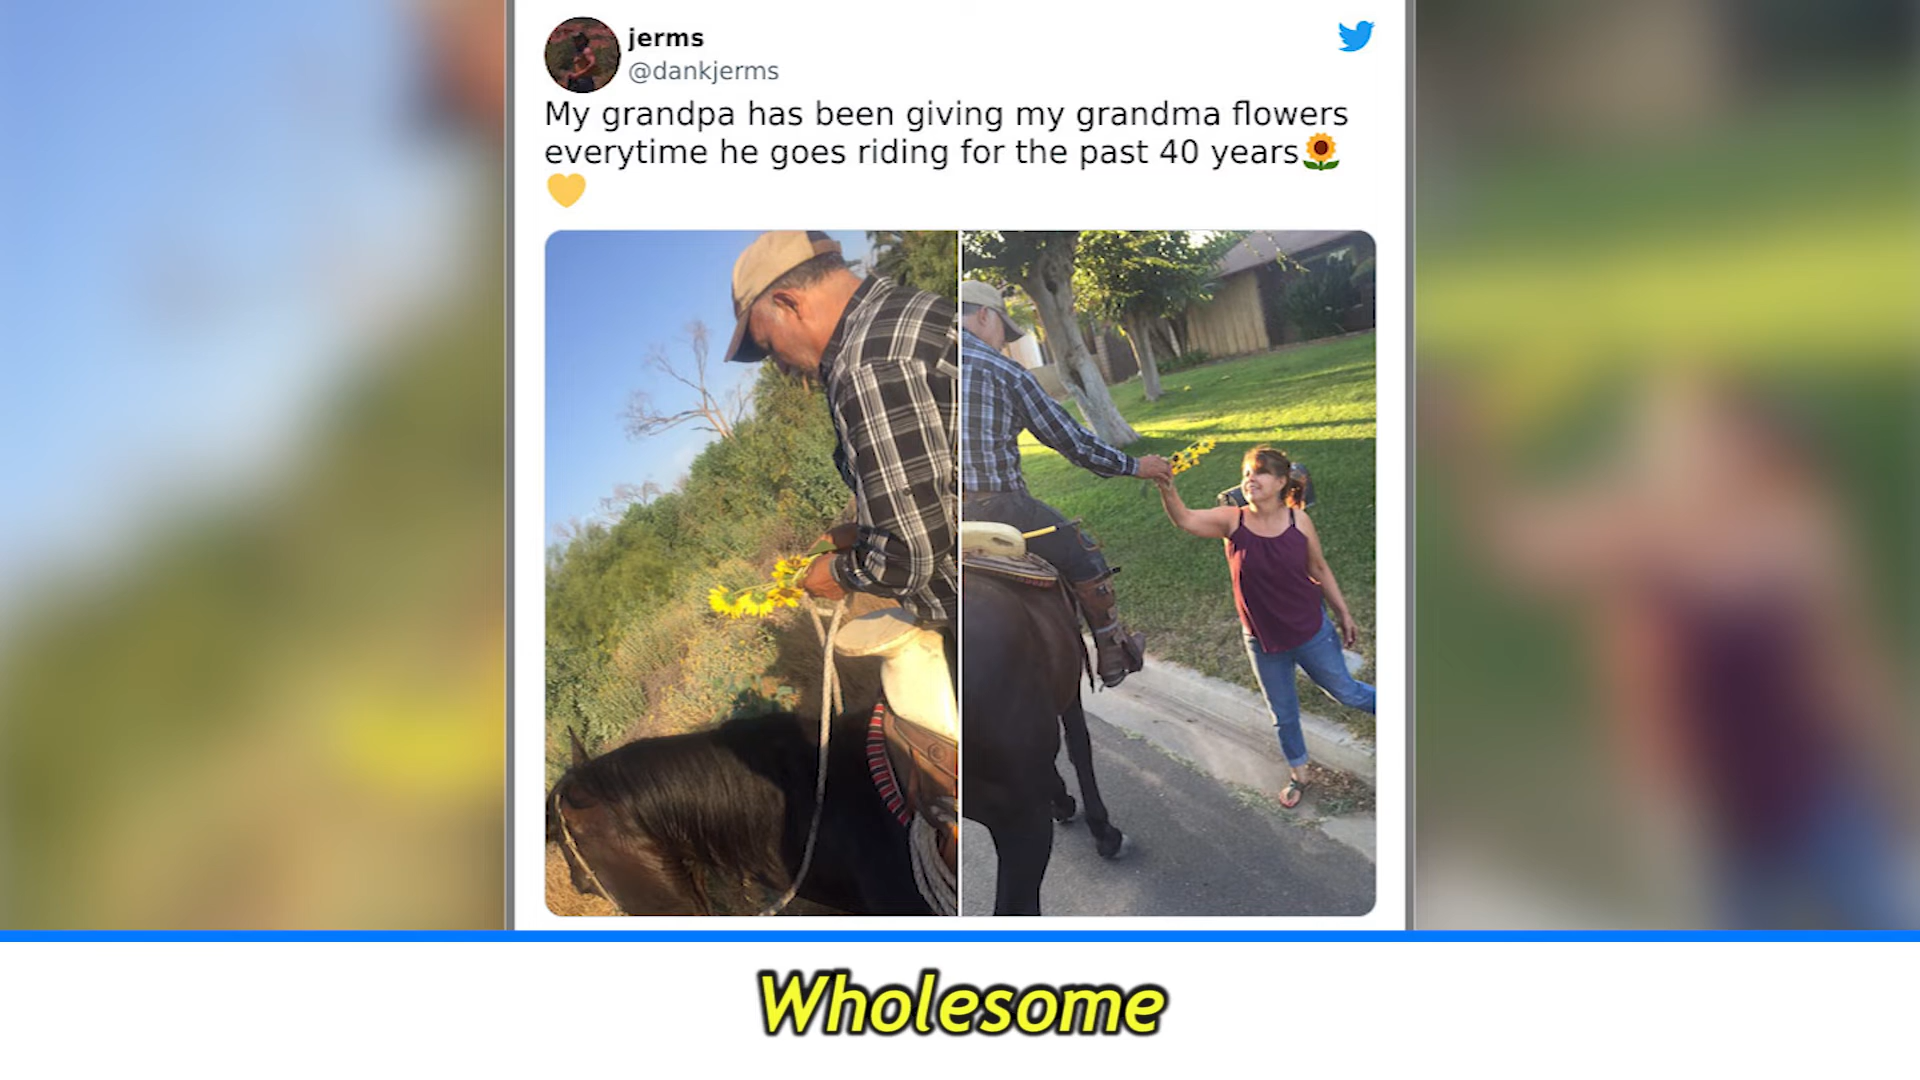 jerms
@dankjerms
My grandpa has been giving my grandma flowers
everytime he goes riding for the past 40 years🌻
💛
Wholesome